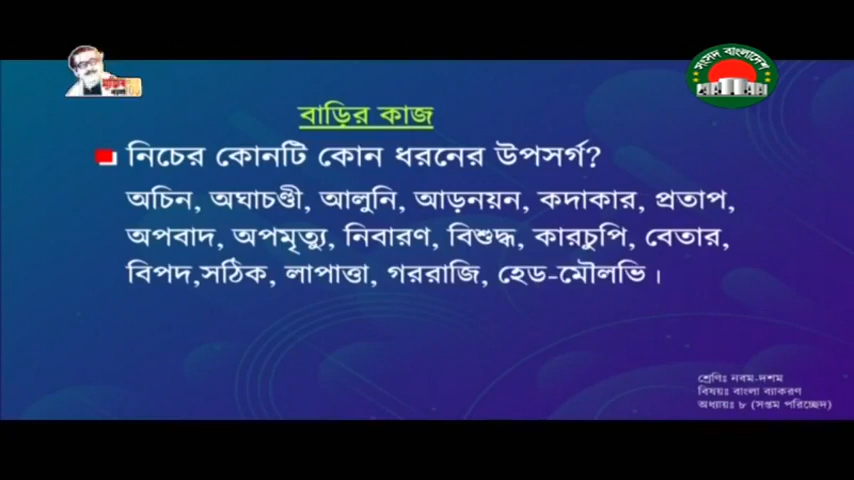 সংসদ বাংলাদেশ
বাড়ির কাজ
নিচের কোনটি কোন ধরনের উপসর্গ?
অচিন, অঘাচণ্ডী, আলুনি, আড়নয়ন, কদাকার, প্রতাপ,
অপবাদ, অপমৃত্যু, নিবারণ, বিশুদ্ধ, কারচুপি, বেতার,
বিপদ,সঠিক, লাপাত্তা, গররাজি, হেড-মৌলভি।
শ্রেণিঃ নবম-দশম
বিষয়ঃ বাংলা ব্যাকরণ
অধ্যায়ঃ ৮ (সপ্তম পরিচ্ছেদ)